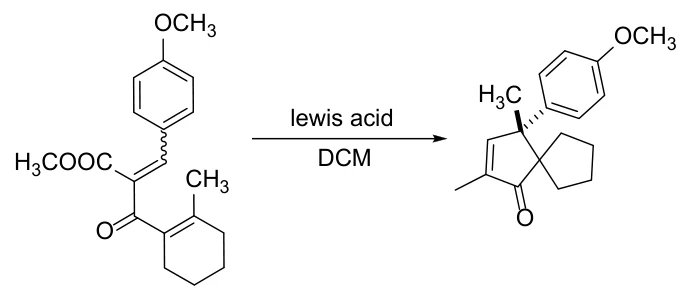 OCH₃
H₃COOC
CH₃
O
lewis acid
DCM
H₃C
OCH₃
O